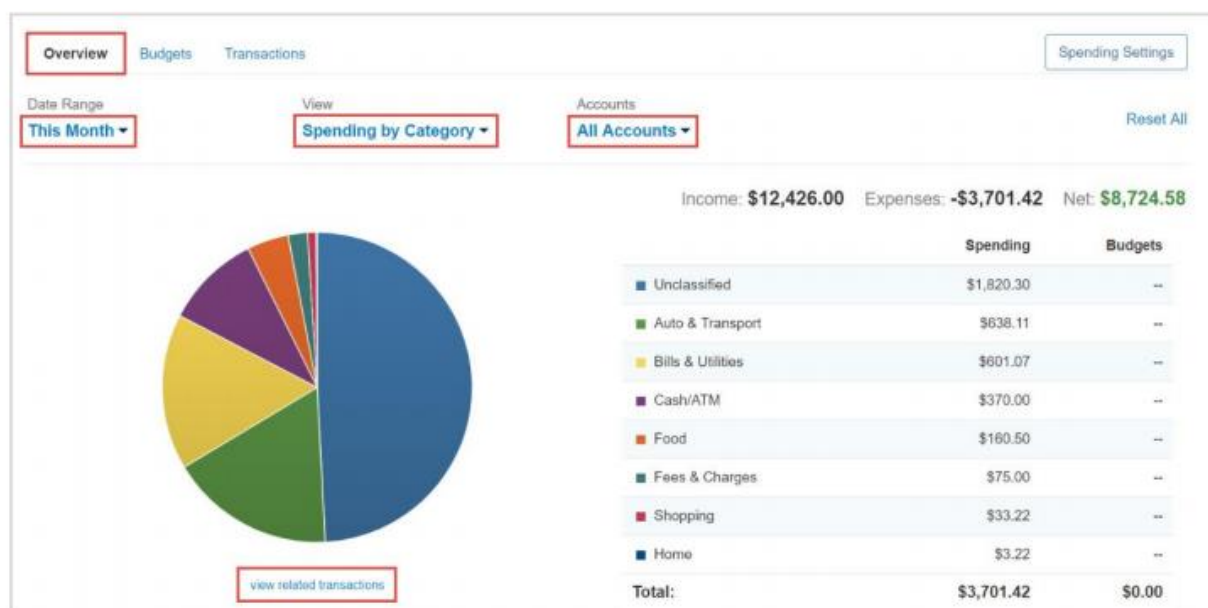 Overview Budgets Transactions Spending Settings
Date Range View Accounts
This Month Spending by Category All Accounts Reset All
Income: $12,426.00 Expenses: -$3,701.42 Net: $8,724.58
Spending Budgets
Unclassified $1,820.30 --
Auto & Transport $638.11 --
Bills & Utilities $601.07 --
Cash/ATM $370.00 --
Food $160.50 --
Fees & Charges $75.00 --
Shopping $33.22 --
Home $3.22 --
view related transactions
Total: $3,701.42 $0.00